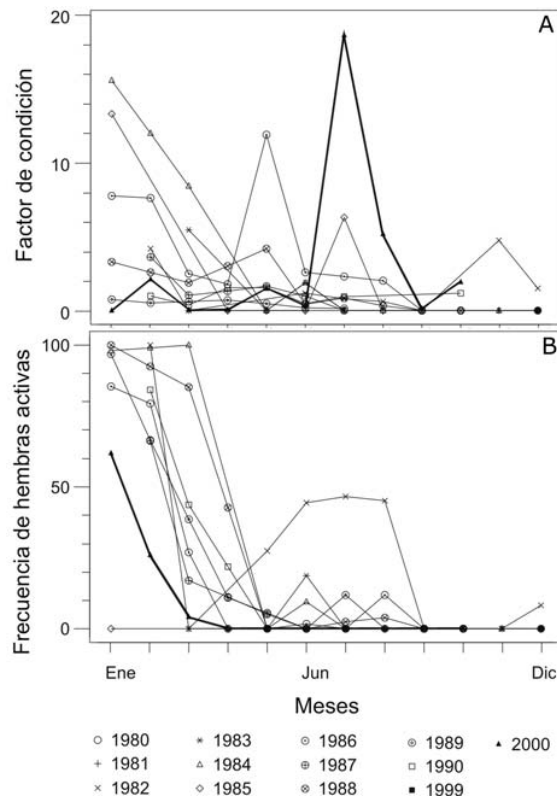 20
A
10
0
Factor de condición
100
B
50
0
Frecuencia de hembras activas
Ene Jun Dic
Meses
1980 1983 1986 1989 2000
1981 1984 1987 1990
1982 1985 1988 1999